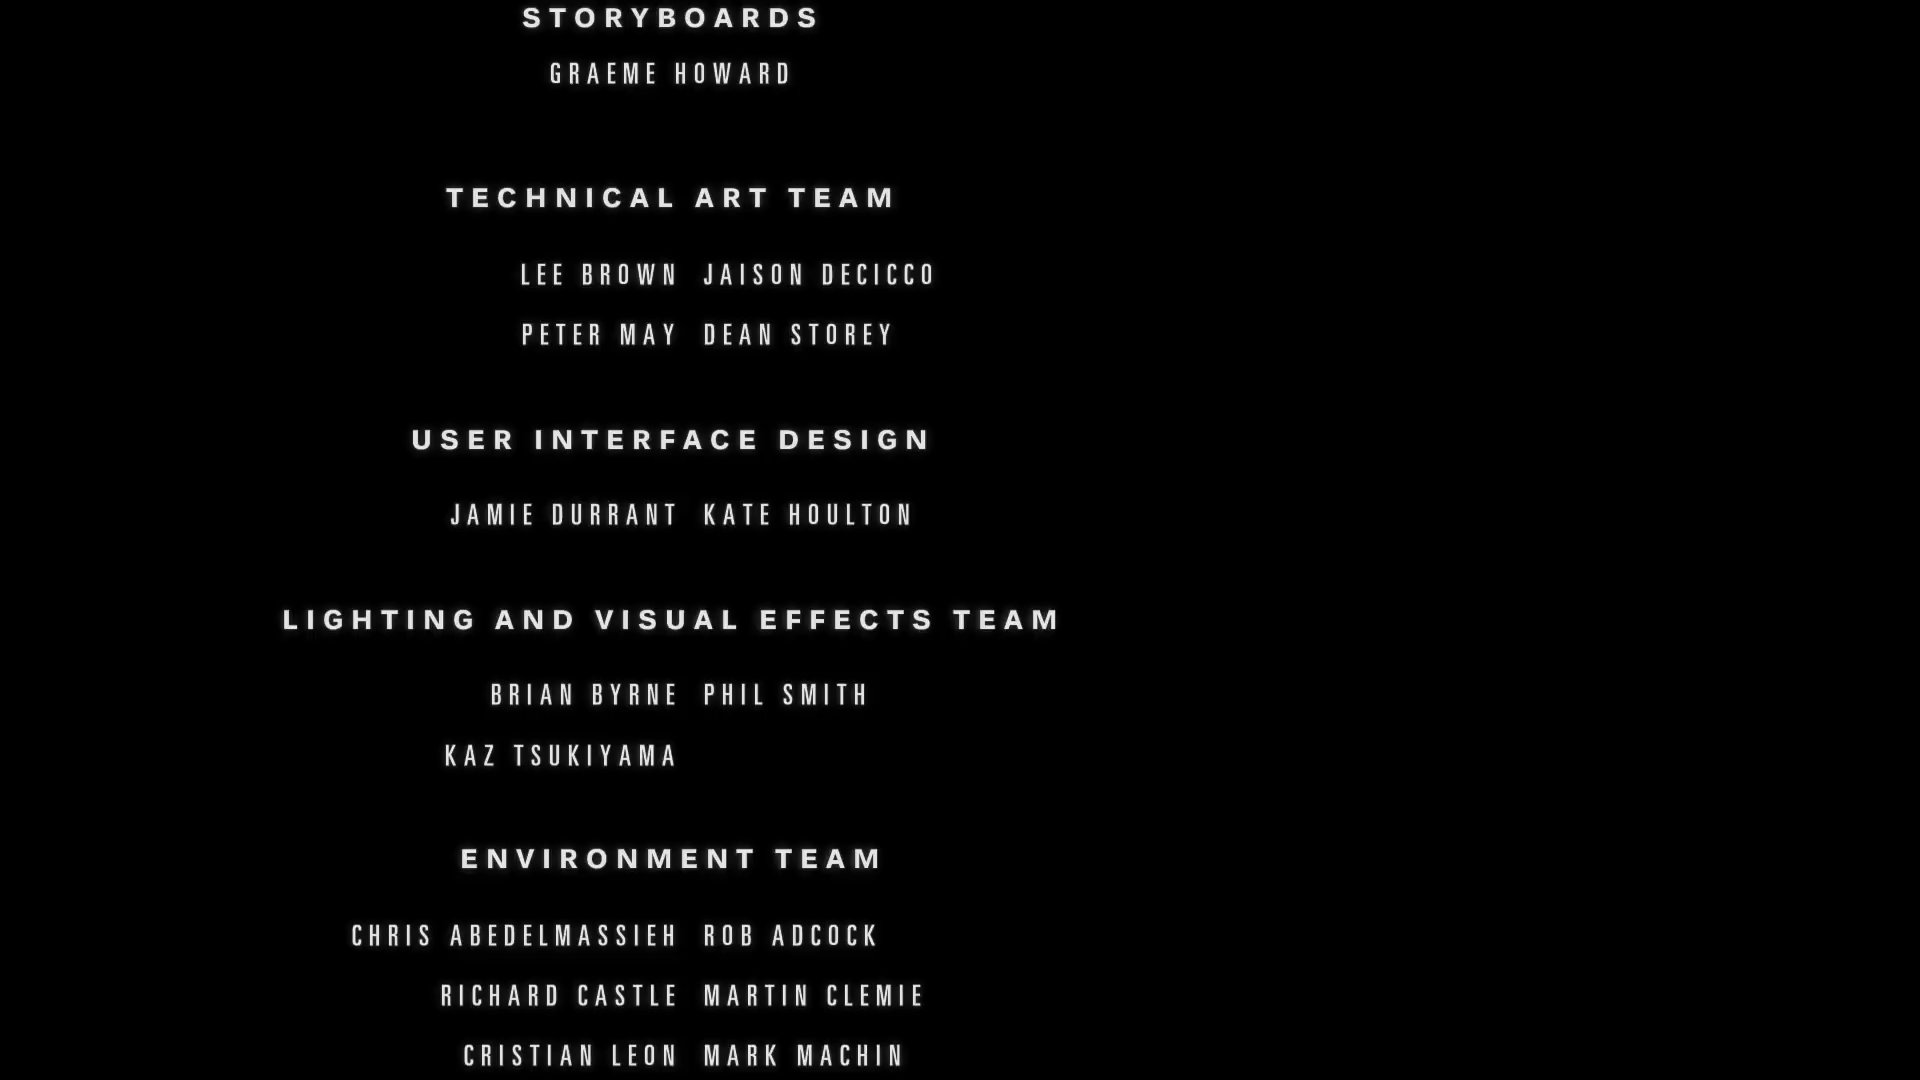 STORYBOARDS
GRAEME HOWARD
TECHNICAL ART TEAM
LEE BROWN JAISON DECICCO
PETER MAY DEAN STOREY
USER INTERFACE DESIGN
JAMIE DURRANT KATE HOULTON
LIGHTING AND VISUAL EFFECTS TEAM
BRIAN BYRNE PHIL SMITH
KAZ TSUKIYAMA
ENVIRONMENT TEAM
CHRIS ABEDELMASSIEH ROB ADCOCK
RICHARD CASTLE MARTIN CLEMIE
CRISTIAN LEON MARK MACHIN